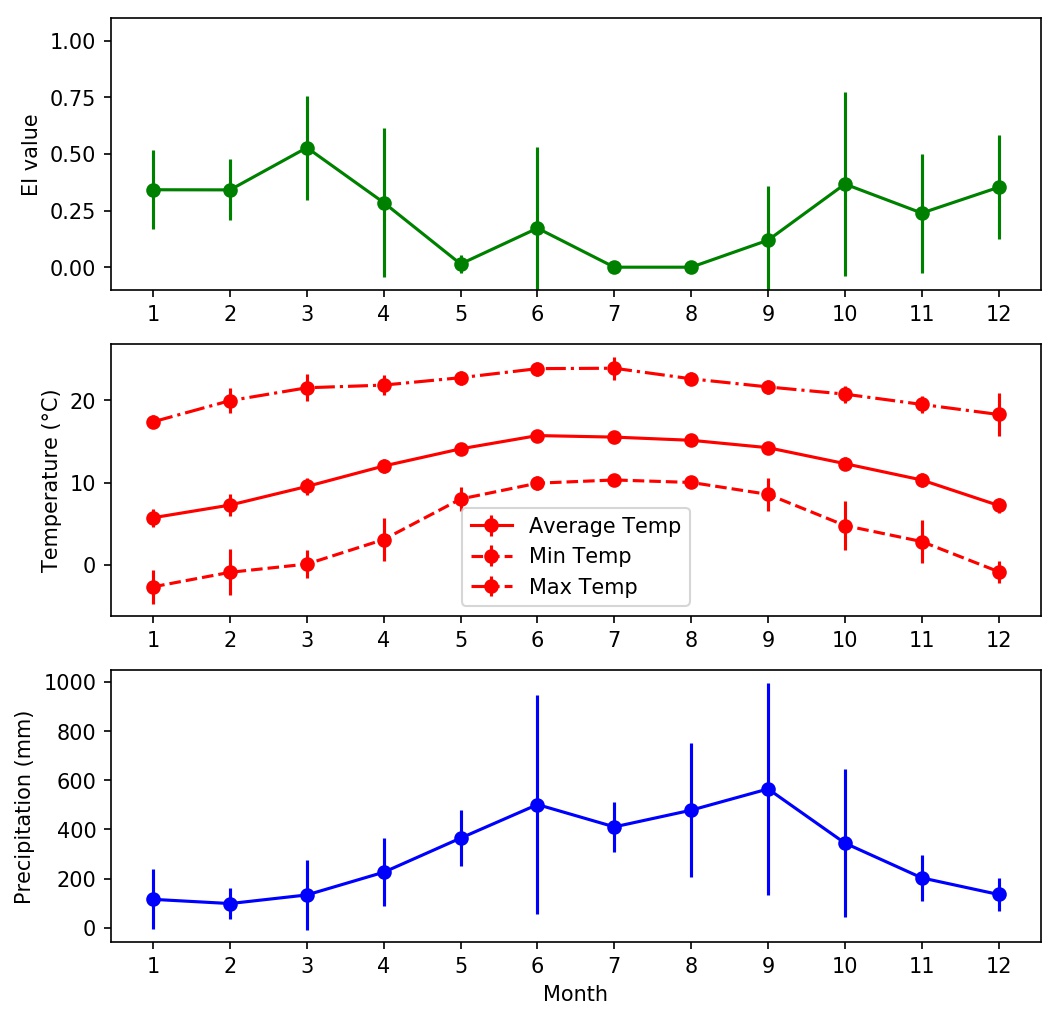 EI value
1.00
0.75
0.50
0.25
0.00
1 2 3 4 5 6 7 8 9 10 11 12
Temperature (°C)
20
10
0
Average Temp
Min Temp
Max Temp
1 2 3 4 5 6 7 8 9 10 11 12
Precipitation (mm)
1000
800
600
400
200
0
1 2 3 4 5 6 7 8 9 10 11 12
Month